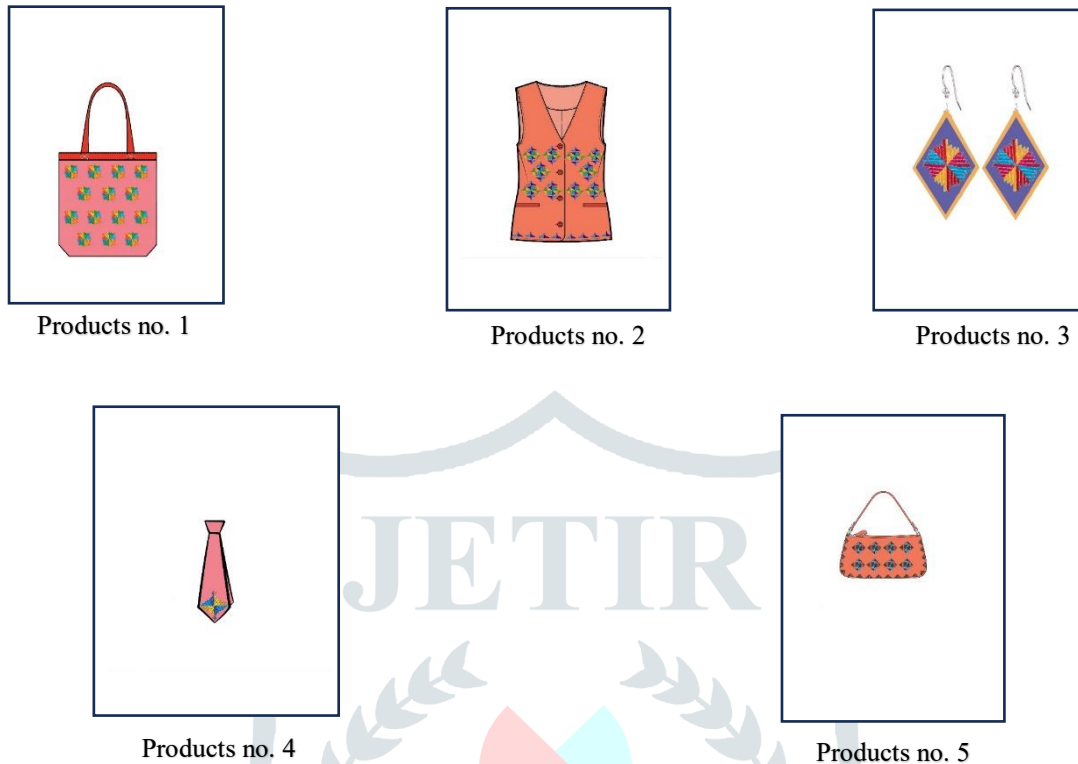 Products no. 1
Products no. 2
Products no. 3
JETIR
Products no. 4
Products no. 5